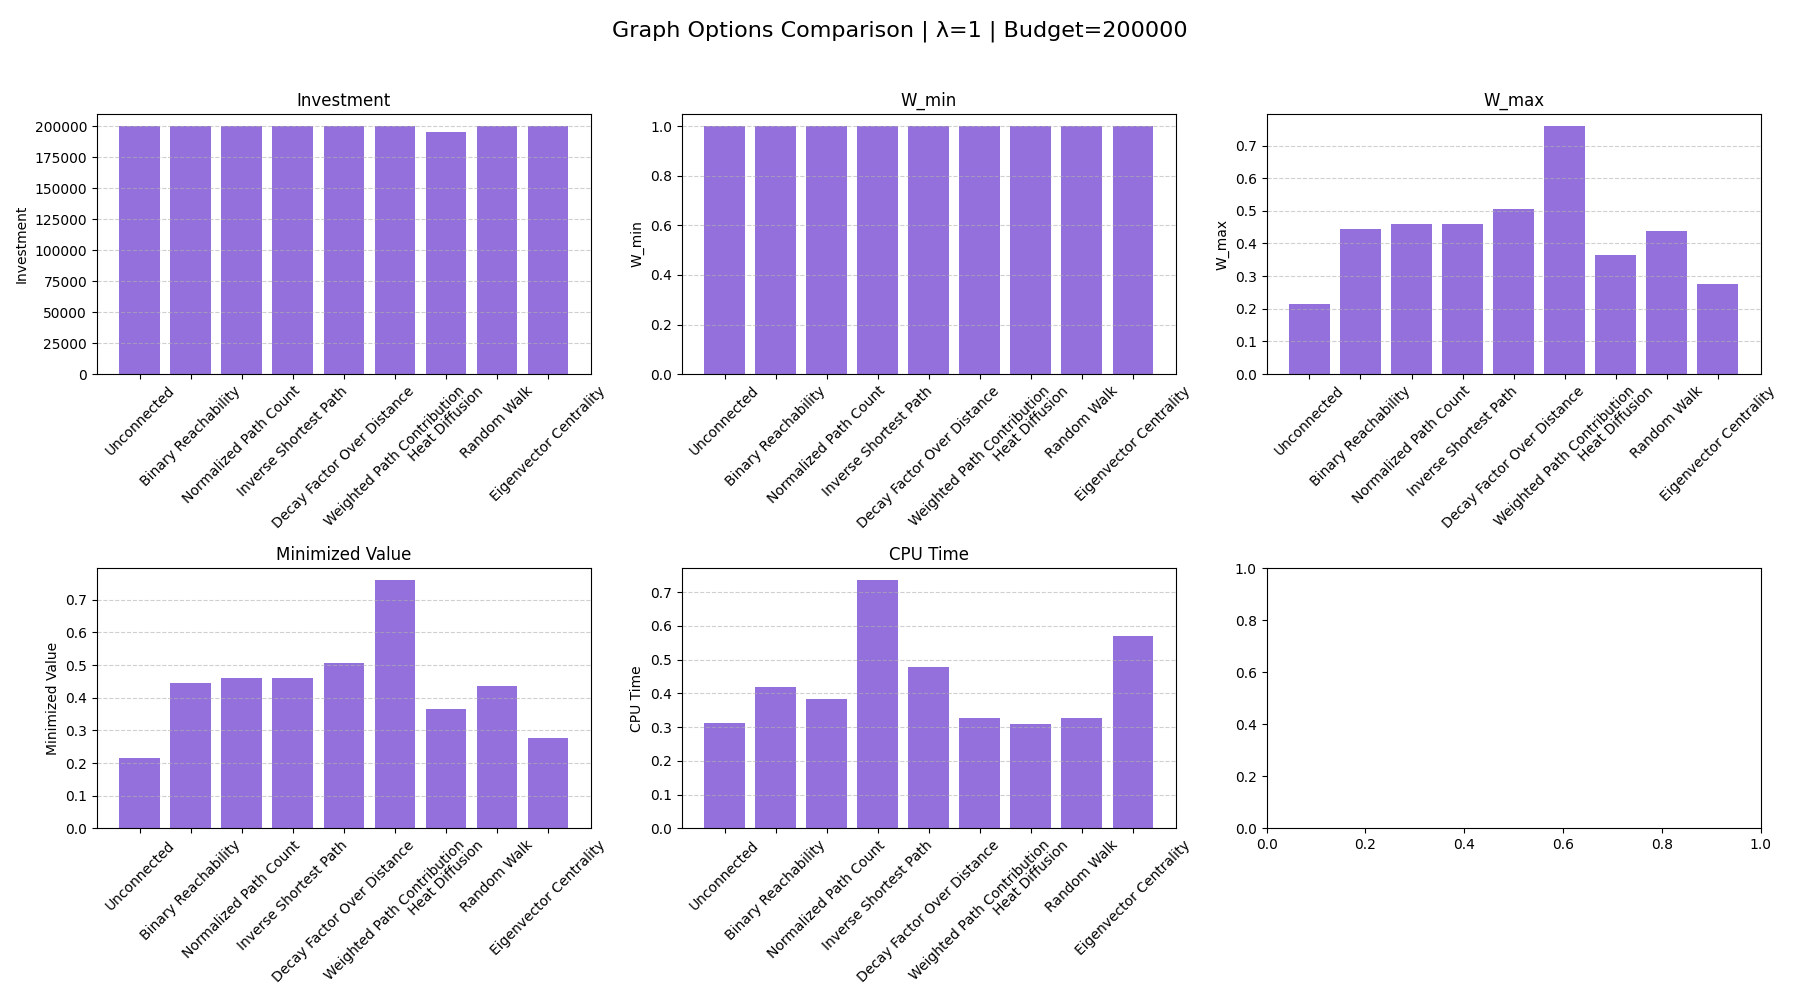 Graph Options Comparison | λ=1 | Budget=200000
Investment
Investment
200000
175000
150000
125000
100000
75000
50000
25000
0
Unconnected
Binary Reachability
Normalized Path Count
Inverse Shortest Path
Decay Factor Over Distance
Weighted Path Contribution
Heat Diffusion
Random Walk
Eigenvector Centrality
W_min
W_min
1.0
0.8
0.6
0.4
0.2
0.0
Unconnected
Binary Reachability
Normalized Path Count
Inverse Shortest Path
Decay Factor Over Distance
Weighted Path Contribution
Heat Diffusion
Random Walk
Eigenvector Centrality
W_max
W_max
0.7
0.6
0.5
0.4
0.3
0.2
0.1
0.0
Unconnected
Binary Reachability
Normalized Path Count
Inverse Shortest Path
Decay Factor Over Distance
Weighted Path Contribution
Heat Diffusion
Random Walk
Eigenvector Centrality
Minimized Value
Minimized Value
0.7
0.6
0.5
0.4
0.3
0.2
0.1
0.0
Unconnected
Binary Reachability
Normalized Path Count
Inverse Shortest Path
Decay Factor Over Distance
Weighted Path Contribution
Heat Diffusion
Random Walk
Eigenvector Centrality
CPU Time
CPU Time
0.7
0.6
0.5
0.4
0.3
0.2
0.1
0.0
Unconnected
Binary Reachability
Normalized Path Count
Inverse Shortest Path
Decay Factor Over Distance
Weighted Path Contribution
Heat Diffusion
Random Walk
Eigenvector Centrality
1.0
0.8
0.6
0.4
0.2
0.0
0.0 0.2 0.4 0.6 0.8 1.0